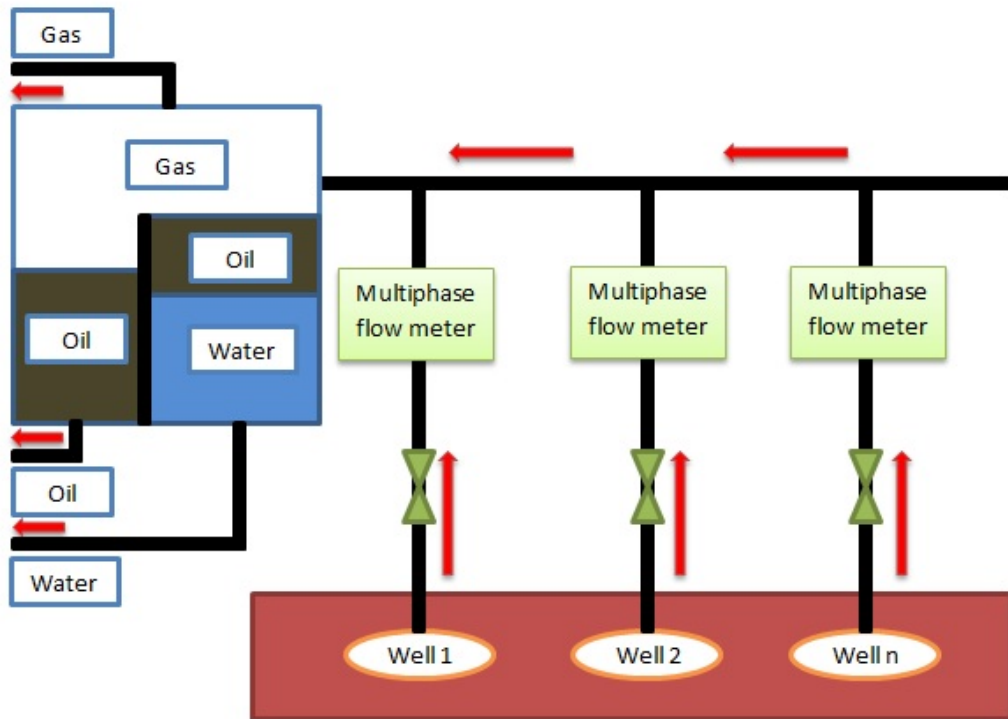 Gas
Gas
Oil
Oil
Water
Oil
Water
Multiphase
flow meter
Multiphase
flow meter
Multiphase
flow meter
Well 1
Well 2
Well n